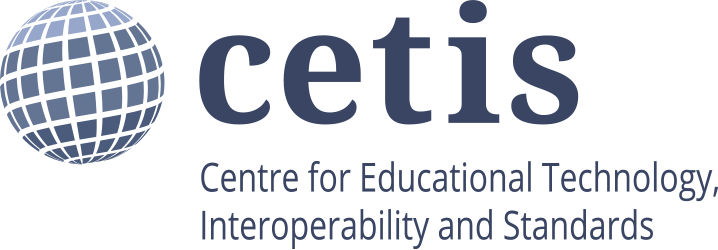 cetis
Centre for Educational Technology,
Interoperability and Standards